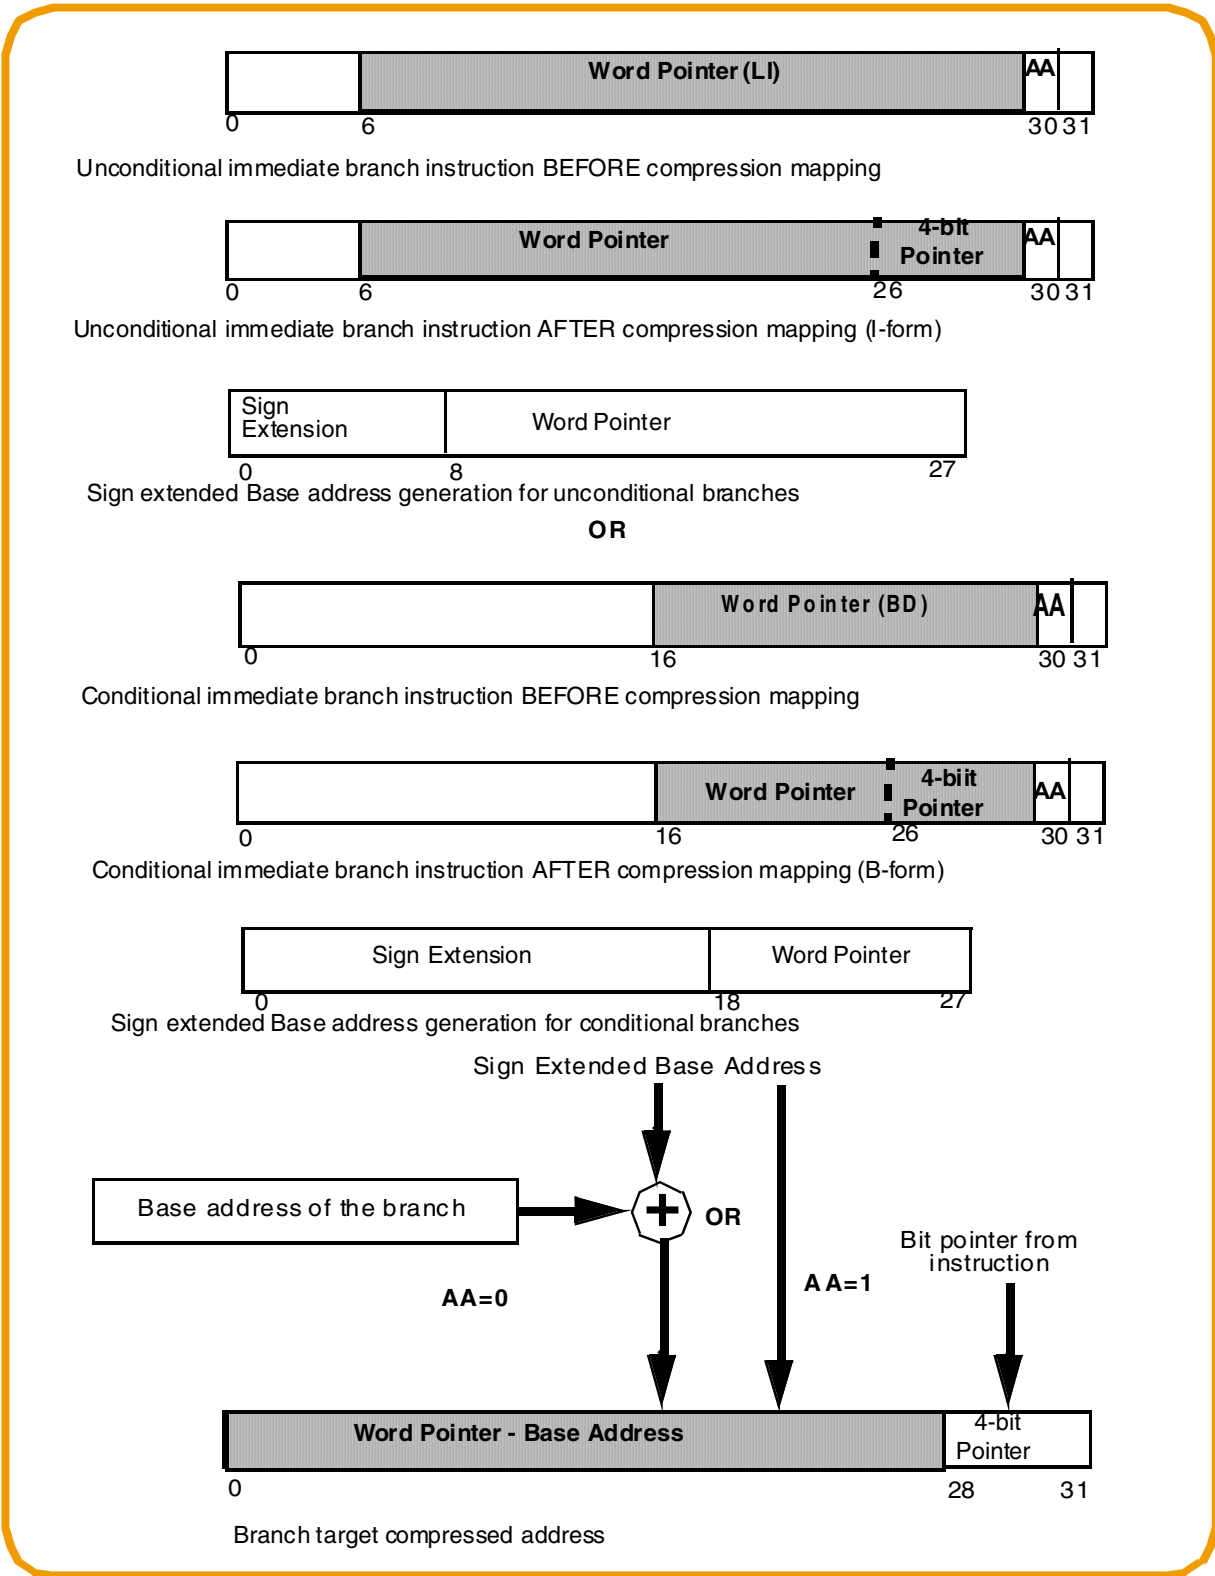 Word Pointer (LI) AA
0 6 30 31
Unconditional immediate branch instruction BEFORE compression mapping
Word Pointer 4-bit Pointer AA
0 6 26 30 31
Unconditional immediate branch instruction AFTER compression mapping (I-form)
Sign Extension Word Pointer
0 8 27
Sign extended Base address generation for unconditional branches
OR
Word Pointer (BD) AA
0 16 30 31
Conditional immediate branch instruction BEFORE compression mapping
Word Pointer 4-biit Pointer AA
0 16 26 30 31
Conditional immediate branch instruction AFTER compression mapping (B-form)
Sign Extension Word Pointer
0 18 27
Sign extended Base address generation for conditional branches
Sign Extended Base Address
Base address of the branch
+ OR
Bit pointer from
instruction
AA=0 AA=1
Word Pointer - Base Address 4-bit Pointer
0 28 31
Branch target compressed address